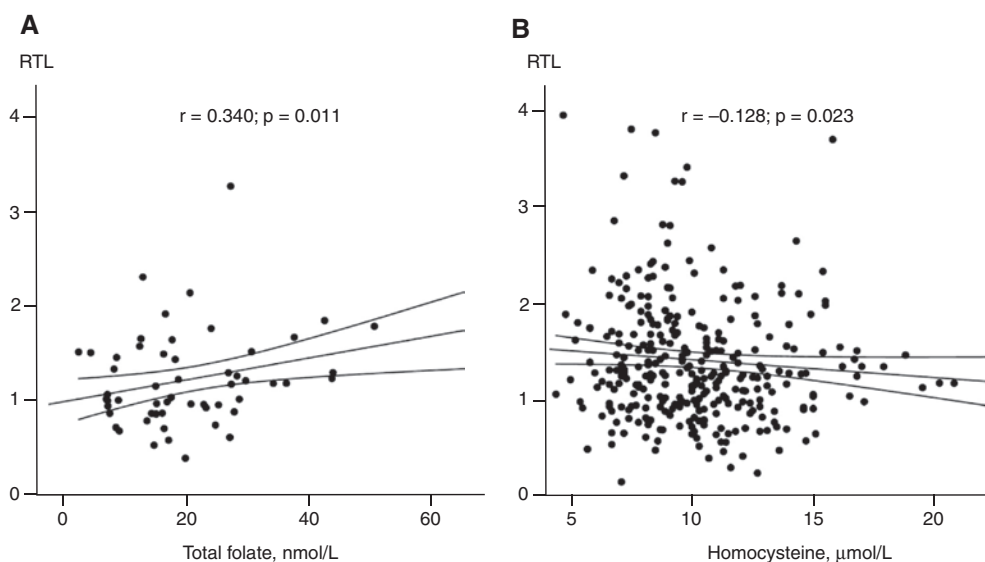 A
RTL
r = 0.340; p = 0.011
4
3
2
1
0
0 20 40 60
Total folate, nmol/L
B
RTL
r = –0.128; p = 0.023
4
3
2
1
0
5 10 15 20
Homocysteine, μmol/L